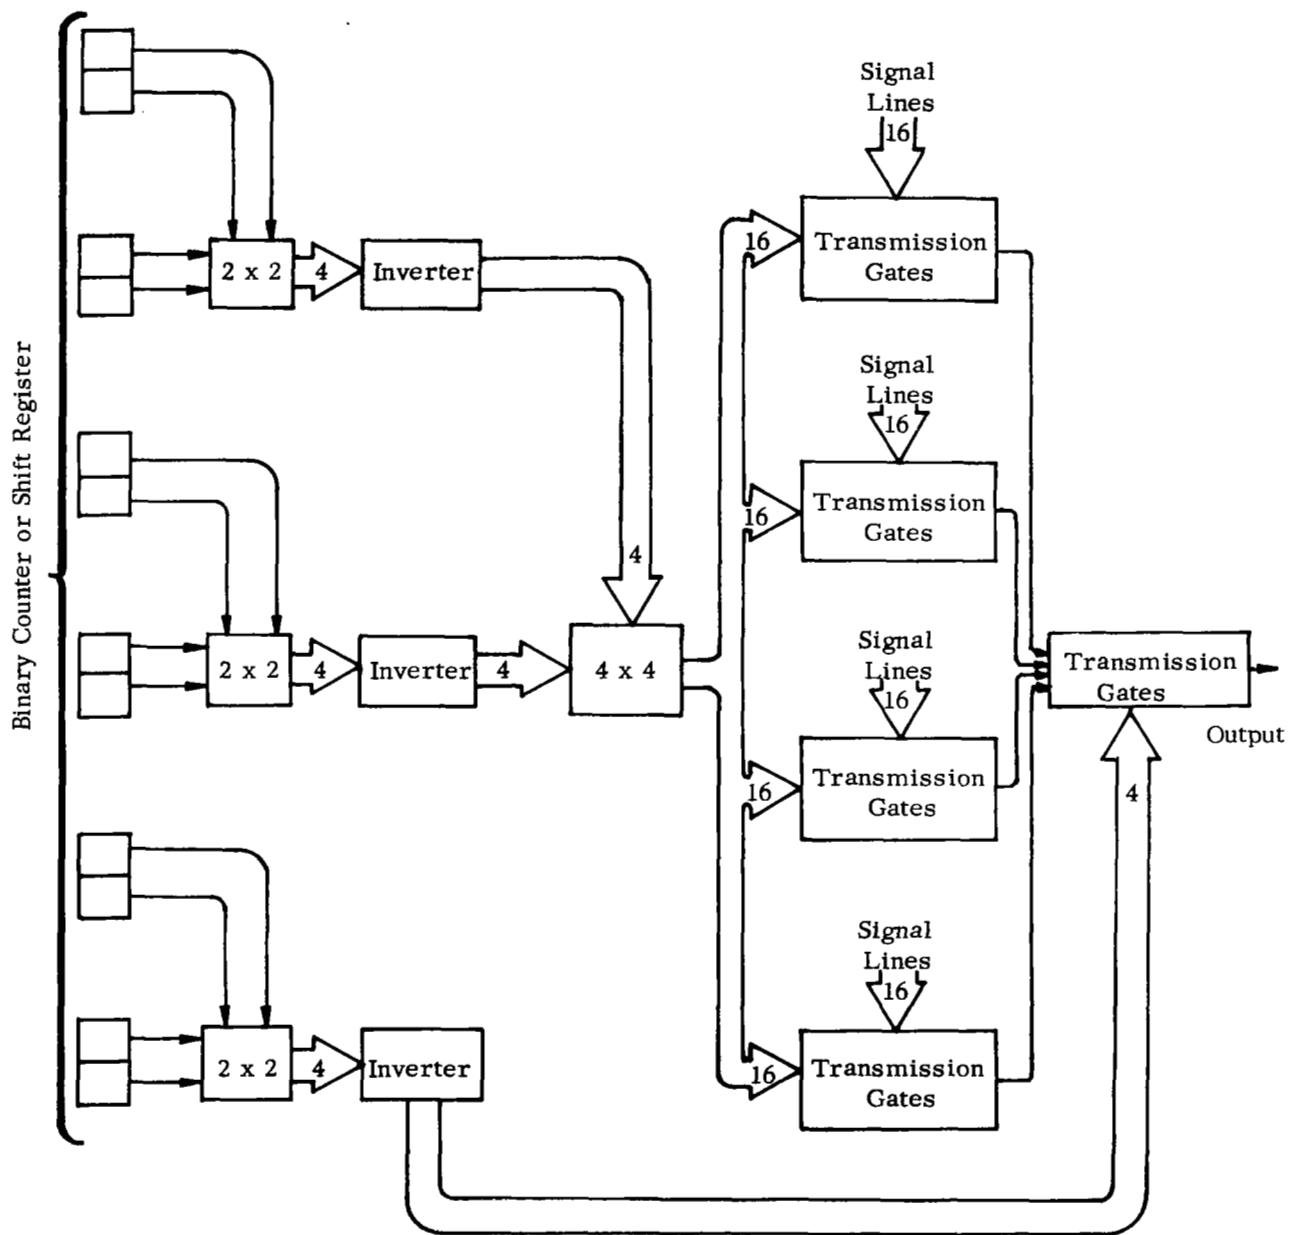 Binary Counter or Shift Register
Signal
Lines
16
2 x 2
4
Inverter
16
Transmission
Gates
Signal
Lines
16
16
Transmission
Gates
4
2 x 2
4
Inverter
4
4 x 4
Signal
Lines
16
Transmission
Gates
Output
16
Transmission
Gates
4
Signal
Lines
16
2 x 2
4
Inverter
16
Transmission
Gates